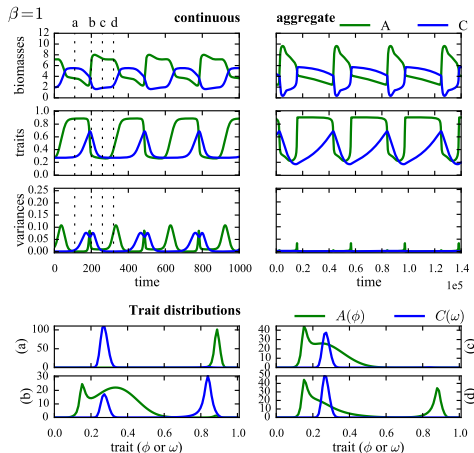 β=1
a b c d continuous
aggregate A C
biomasses
12
10
8
6
4
2
0
traits
1.0
0.8
0.6
0.4
0.2
0.0
variances
0.25
0.20
0.15
0.10
0.05
0.00
0 200 400 600 800 1000
time
0.0 0.2 0.4 0.6 0.8 1.0 1.2 1.4
time 1e5
Trait distributions
A(ϕ) C(ω)
(a)
100
50
0
(c)
40
30
20
10
0
(b)
30
20
10
0
(d)
40
30
20
10
0
0.0 0.2 0.4 0.6 0.8 1.0
trait (ϕ or ω)
0.0 0.2 0.4 0.6 0.8 1.0
trait (ϕ or ω)